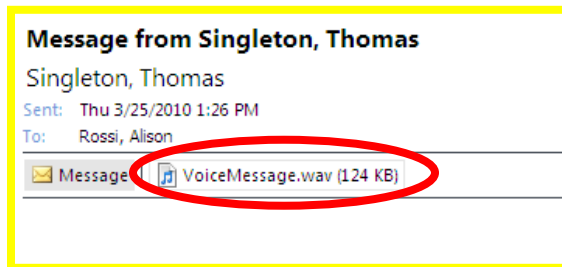 Message from Singleton, Thomas
Singleton, Thomas
Sent: Thu 3/25/2010 1:26 PM
To: Rossi, Alison
Message VoiceMessage.wav (124 KB)